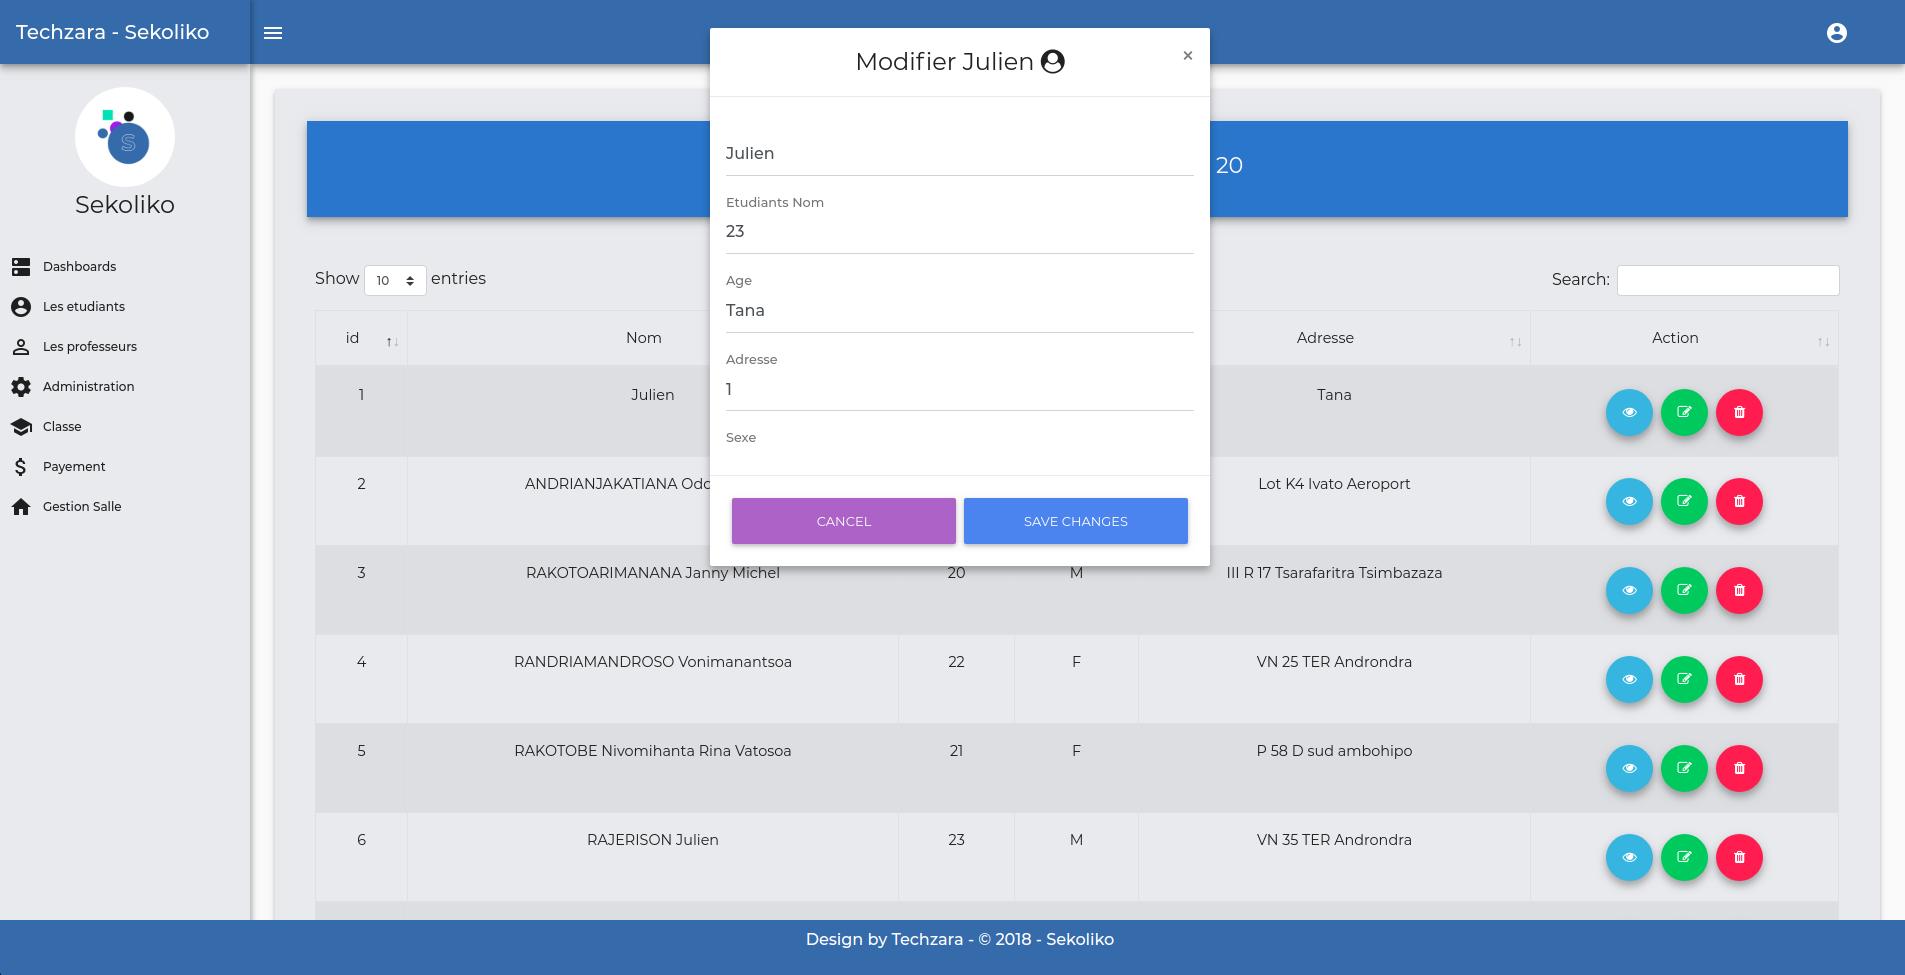 Techzara - Sekoliko
Modifier Julien
×
S
Sekoliko
Dashboards
Les etudiants
Les professeurs
Administration
Classe
Payement
Gestion Salle
20
Julien
Etudiants Nom
23
Age
Tana
Adresse
1
Sexe
CANCEL
SAVE CHANGES
Show 10 entries
Search:
id Nom Adresse Action
1 Julien Tana
2 ANDRIANJAKATIANA Lot K4 Ivato Aeroport
3 RAKOTOARIMANANA Janny Michel 20 M III R 17 Tsarafaritra Tsimbazaza
4 RANDRIAMANDROSO Vonimanantsoa 22 F VN 25 TER Androndra
5 RAKOTOBE Nivomihanta Rina Vatosoa 21 F P 58 D sud ambohipo
6 RAJERISON Julien 23 M VN 35 TER Androndra
Design by Techzara - © 2018 - Sekoliko